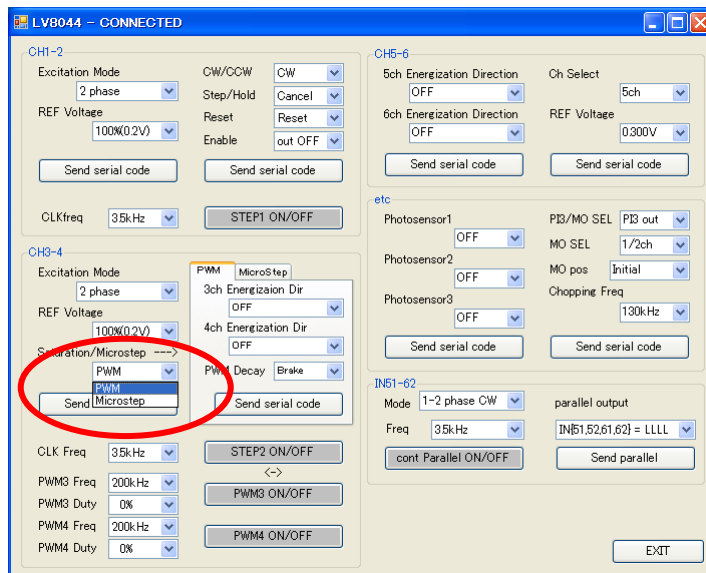 LV8044 - CONNECTED
CH1-2
Excitation Mode
2 phase
REF Voltage
100%(0.2V)
Send serial code
CLKfreq
3.5kHz
CW/CCW
CW
Step/Hold
Cancel
Reset
Reset
Enable
out OFF
Send serial code
STEP1 ON/OFF
CH3-4
Excitation Mode
2 phase
REF Voltage
100%(0.2V)
Saturation/Microstep --->
PWM
PWM
Microstep
Send
PWM
MicroStep
3ch Energizaion Dir
OFF
4ch Energization Dir
OFF
PWM Decay
Brake
Send serial code
CLK Freq
3.5kHz
PWM3 Freq
200kHz
PWM3 Duty
0%
PWM4 Freq
200kHz
PWM4 Duty
0%
STEP2 ON/OFF
<->
PWM3 ON/OFF
PWM4 ON/OFF
CH5-6
5ch Energization Direction
OFF
6ch Energization Direction
OFF
Send serial code
Ch Select
5ch
REF Voltage
0.300V
Send serial code
etc
Photosensor1
OFF
Photosensor2
OFF
Photosensor3
OFF
Send serial code
PI3/MO SEL
PI3 out
MO SEL
1/2ch
MO pos
Initial
Chopping Freq
130kHz
Send serial code
IN51-62
Mode
1-2 phase CW
Freq
3.5kHz
cont Parallel ON/OFF
parallel output
IN{51,52,61,62} = LLLL
Send parallel
EXIT